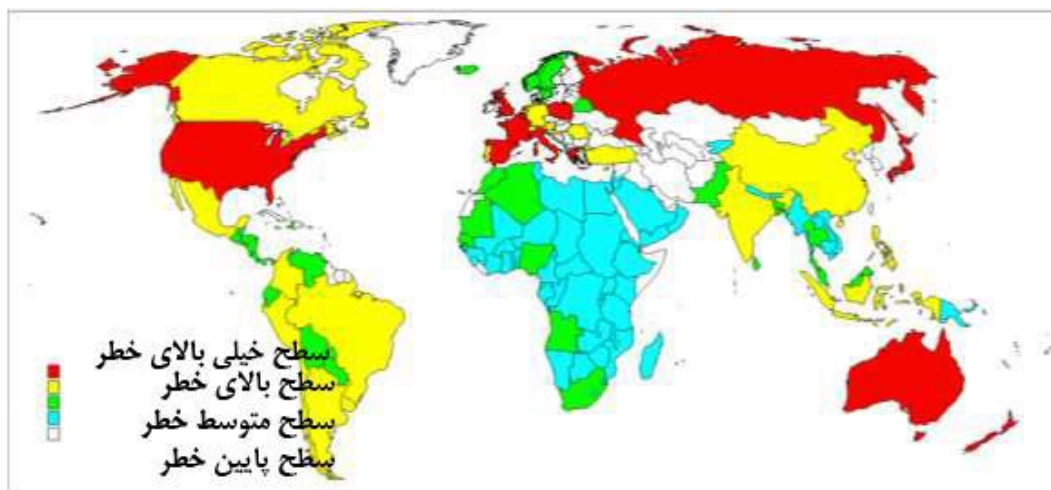 سطح خیلی بالای خطر
سطح بالای خطر
سطح متوسط خطر
سطح پایین خطر